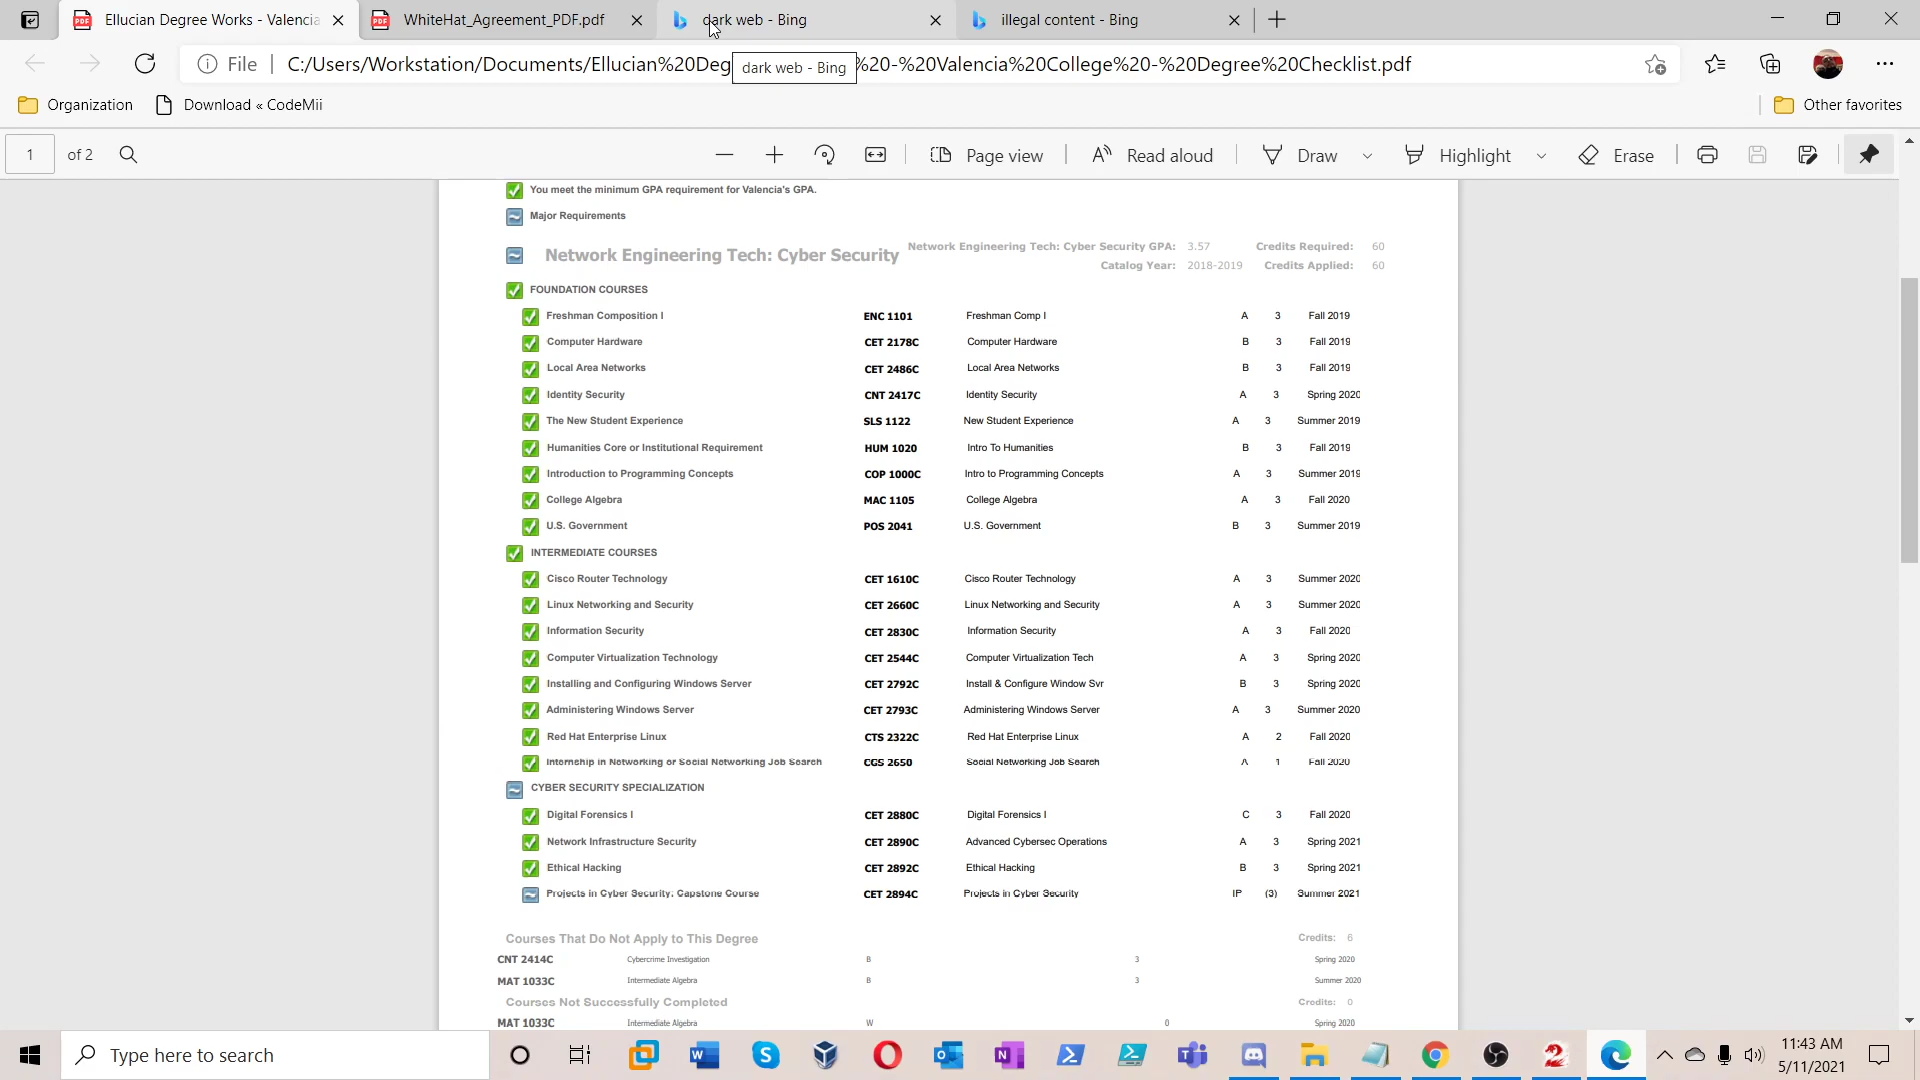 Ellucian Degree Works - Valencia
WhiteHat_Agreement_PDF.pdf
dark web - Bing
illegal content - Bing
File
C:/Users/Workstation/Documents/Ellucian%20Deg %20-%20Valencia%20College%20-%20Degree%20Checklist.pdf
dark web - Bing
Organization
Download « CodeMii
Other favorites
1 of 2
Page view
Read aloud
Draw
Highlight
Erase
You meet the minimum GPA requirement for Valencia's GPA.
Major Requirements
Network Engineering Tech: Cyber Security
Network Engineering Tech: Cyber Security GPA: 3.57 Credits Required: 60
Catalog Year: 2018-2019 Credits Applied: 60
FOUNDATION COURSES
Freshman Composition I ENC 1101 Freshman Comp I A 3 Fall 2019
Computer Hardware CET 2178C Computer Hardware B 3 Fall 2019
Local Area Networks CET 2486C Local Area Networks B 3 Fall 2019
Identity Security CNT 2417C Identity Security A 3 Spring 2020
The New Student Experience SLS 1122 New Student Experience A 3 Summer 2019
Humanities Core or Institutional Requirement HUM 1020 Intro To Humanities B 3 Fall 2019
Introduction to Programming Concepts COP 1000C Intro to Programming Concepts A 3 Summer 2019
College Algebra MAC 1105 College Algebra A 3 Fall 2020
U.S. Government POS 2041 U.S. Government B 3 Summer 2019
INTERMEDIATE COURSES
Cisco Router Technology CET 1610C Cisco Router Technology A 3 Summer 2020
Linux Networking and Security CET 2660C Linux Networking and Security A 3 Summer 2020
Information Security CET 2830C Information Security A 3 Fall 2020
Computer Virtualization Technology CET 2544C Computer Virtualization Tech A 3 Spring 2020
Installing and Configuring Windows Server CET 2792C Install & Configure Window Svr B 3 Spring 2020
Administering Windows Server CET 2793C Administering Windows Server A 3 Summer 2020
Red Hat Enterprise Linux CTS 2322C Red Hat Enterprise Linux A 2 Fall 2020
Internship in Networking or Social Networking Job Search CGS 2650 Social Networking Job Search A 1 Fall 2020
CYBER SECURITY SPECIALIZATION
Digital Forensics I CET 2880C Digital Forensics I C 3 Fall 2020
Network Infrastructure Security CET 2890C Advanced Cybersec Operations A 3 Spring 2021
Ethical Hacking CET 2892C Ethical Hacking B 3 Spring 2021
Projects in Cyber Security: Capstone Course CET 2894C Projects in Cyber Security IP (3) Summer 2021
Courses That Do Not Apply to This Degree Credits: 6
CNT 2414C Cybercrime Investigation B 3 Spring 2020
MAT 1033C Intermediate Algebra B 3 Summer 2020
Courses Not Successfully Completed Credits: 0
MAT 1033C Intermediate Algebra W 0 Spring 2020
Type here to search
11:43 AM
5/11/2021